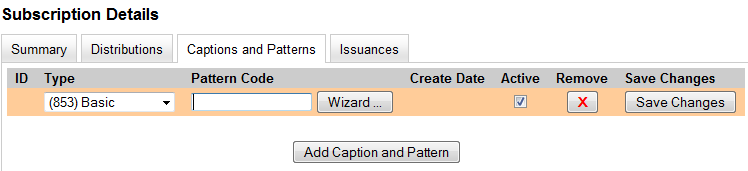 Subscription Details
Summary Distributions Captions and Patterns Issuances
ID Type Pattern Code Create Date Active Remove Save Changes
(853) Basic Wizard ... X Save Changes
Add Caption and Pattern